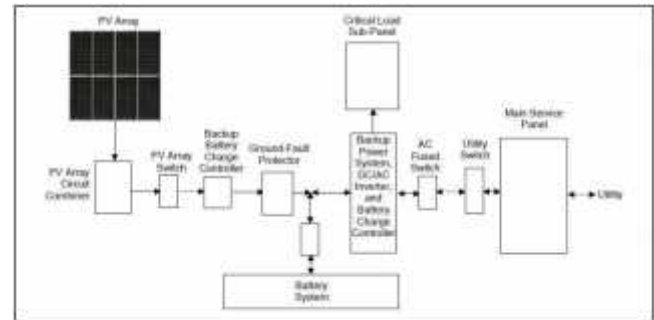 PV Array
Critical Load
Sub-Panel
PV Array
Circuit
Combiner
PV Array
Switch
Backup
Battery
Charge
Controller
Ground-Fault
Protector
Backup
Power
System,
DC/AC
Inverter,
and
Battery
Charge
Controller
AC
Fused
Switch
Utility
Switch
Main Service
Panel
Utility
Battery
System